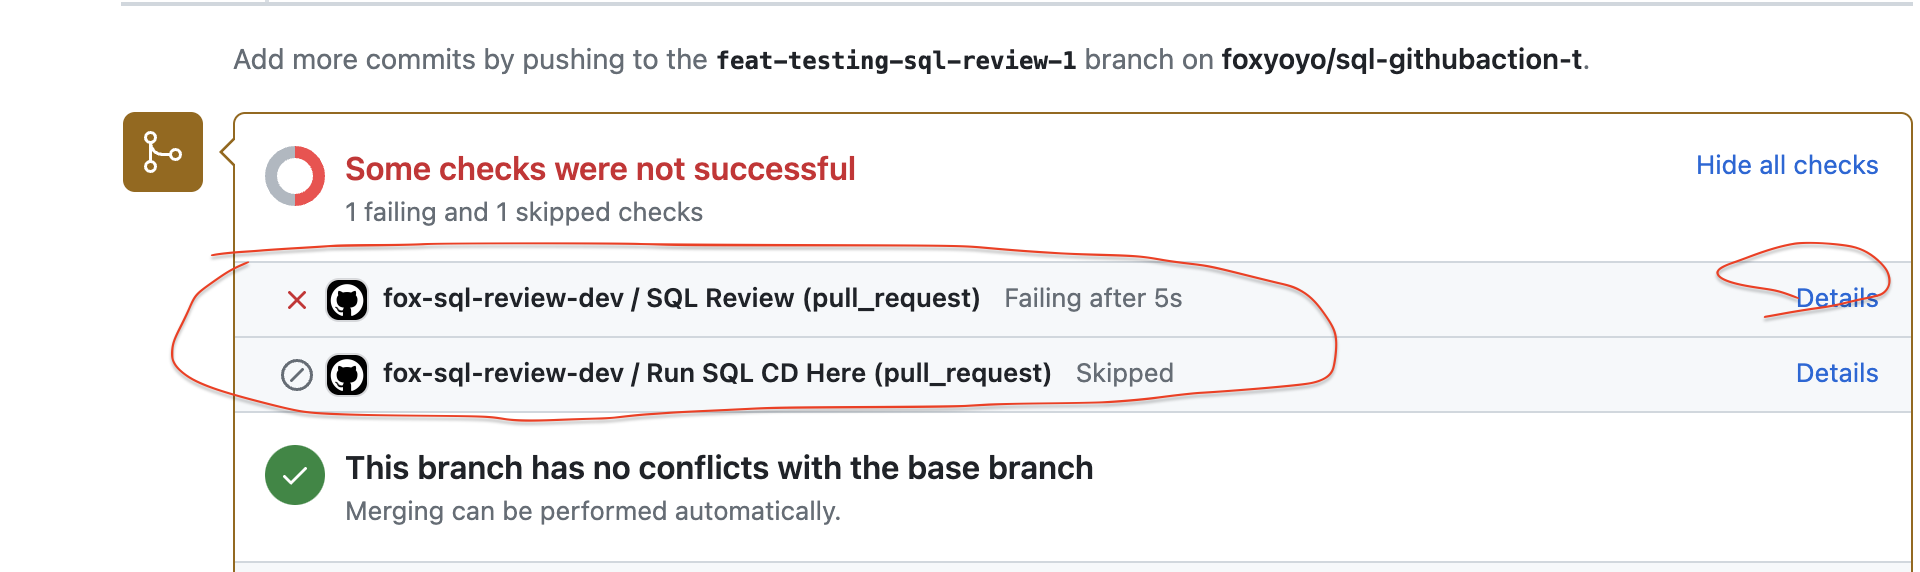 Add more commits by pushing to the feat-testing-sql-review-1 branch on foxyoyo/sql-githubaction-t.
Some checks were not successful
Hide all checks
1 failing and 1 skipped checks
fox-sql-review-dev / SQL Review (pull_request) Failing after 5s Details
fox-sql-review-dev / Run SQL CD Here (pull_request) Skipped Details
This branch has no conflicts with the base branch
Merging can be performed automatically.